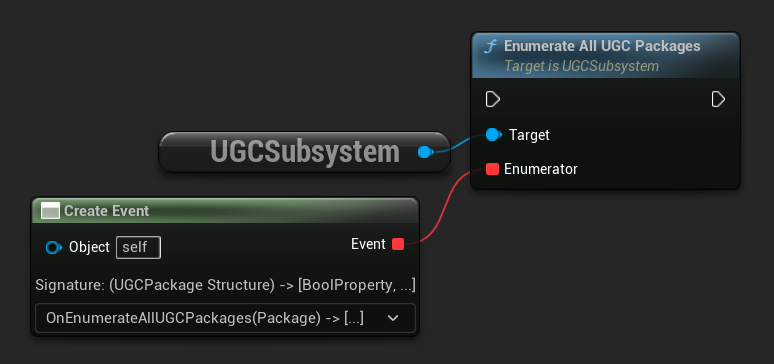 Enumerate All UGC Packages
Target is UGCSubsystem
Target
UGCSubsystem
Enumerator
Create Event
Object self
Event
Signature: (UGCPackage Structure) -> [BoolProperty, ...]
OnEnumerateAllUGCPackages(Package) -> [...]